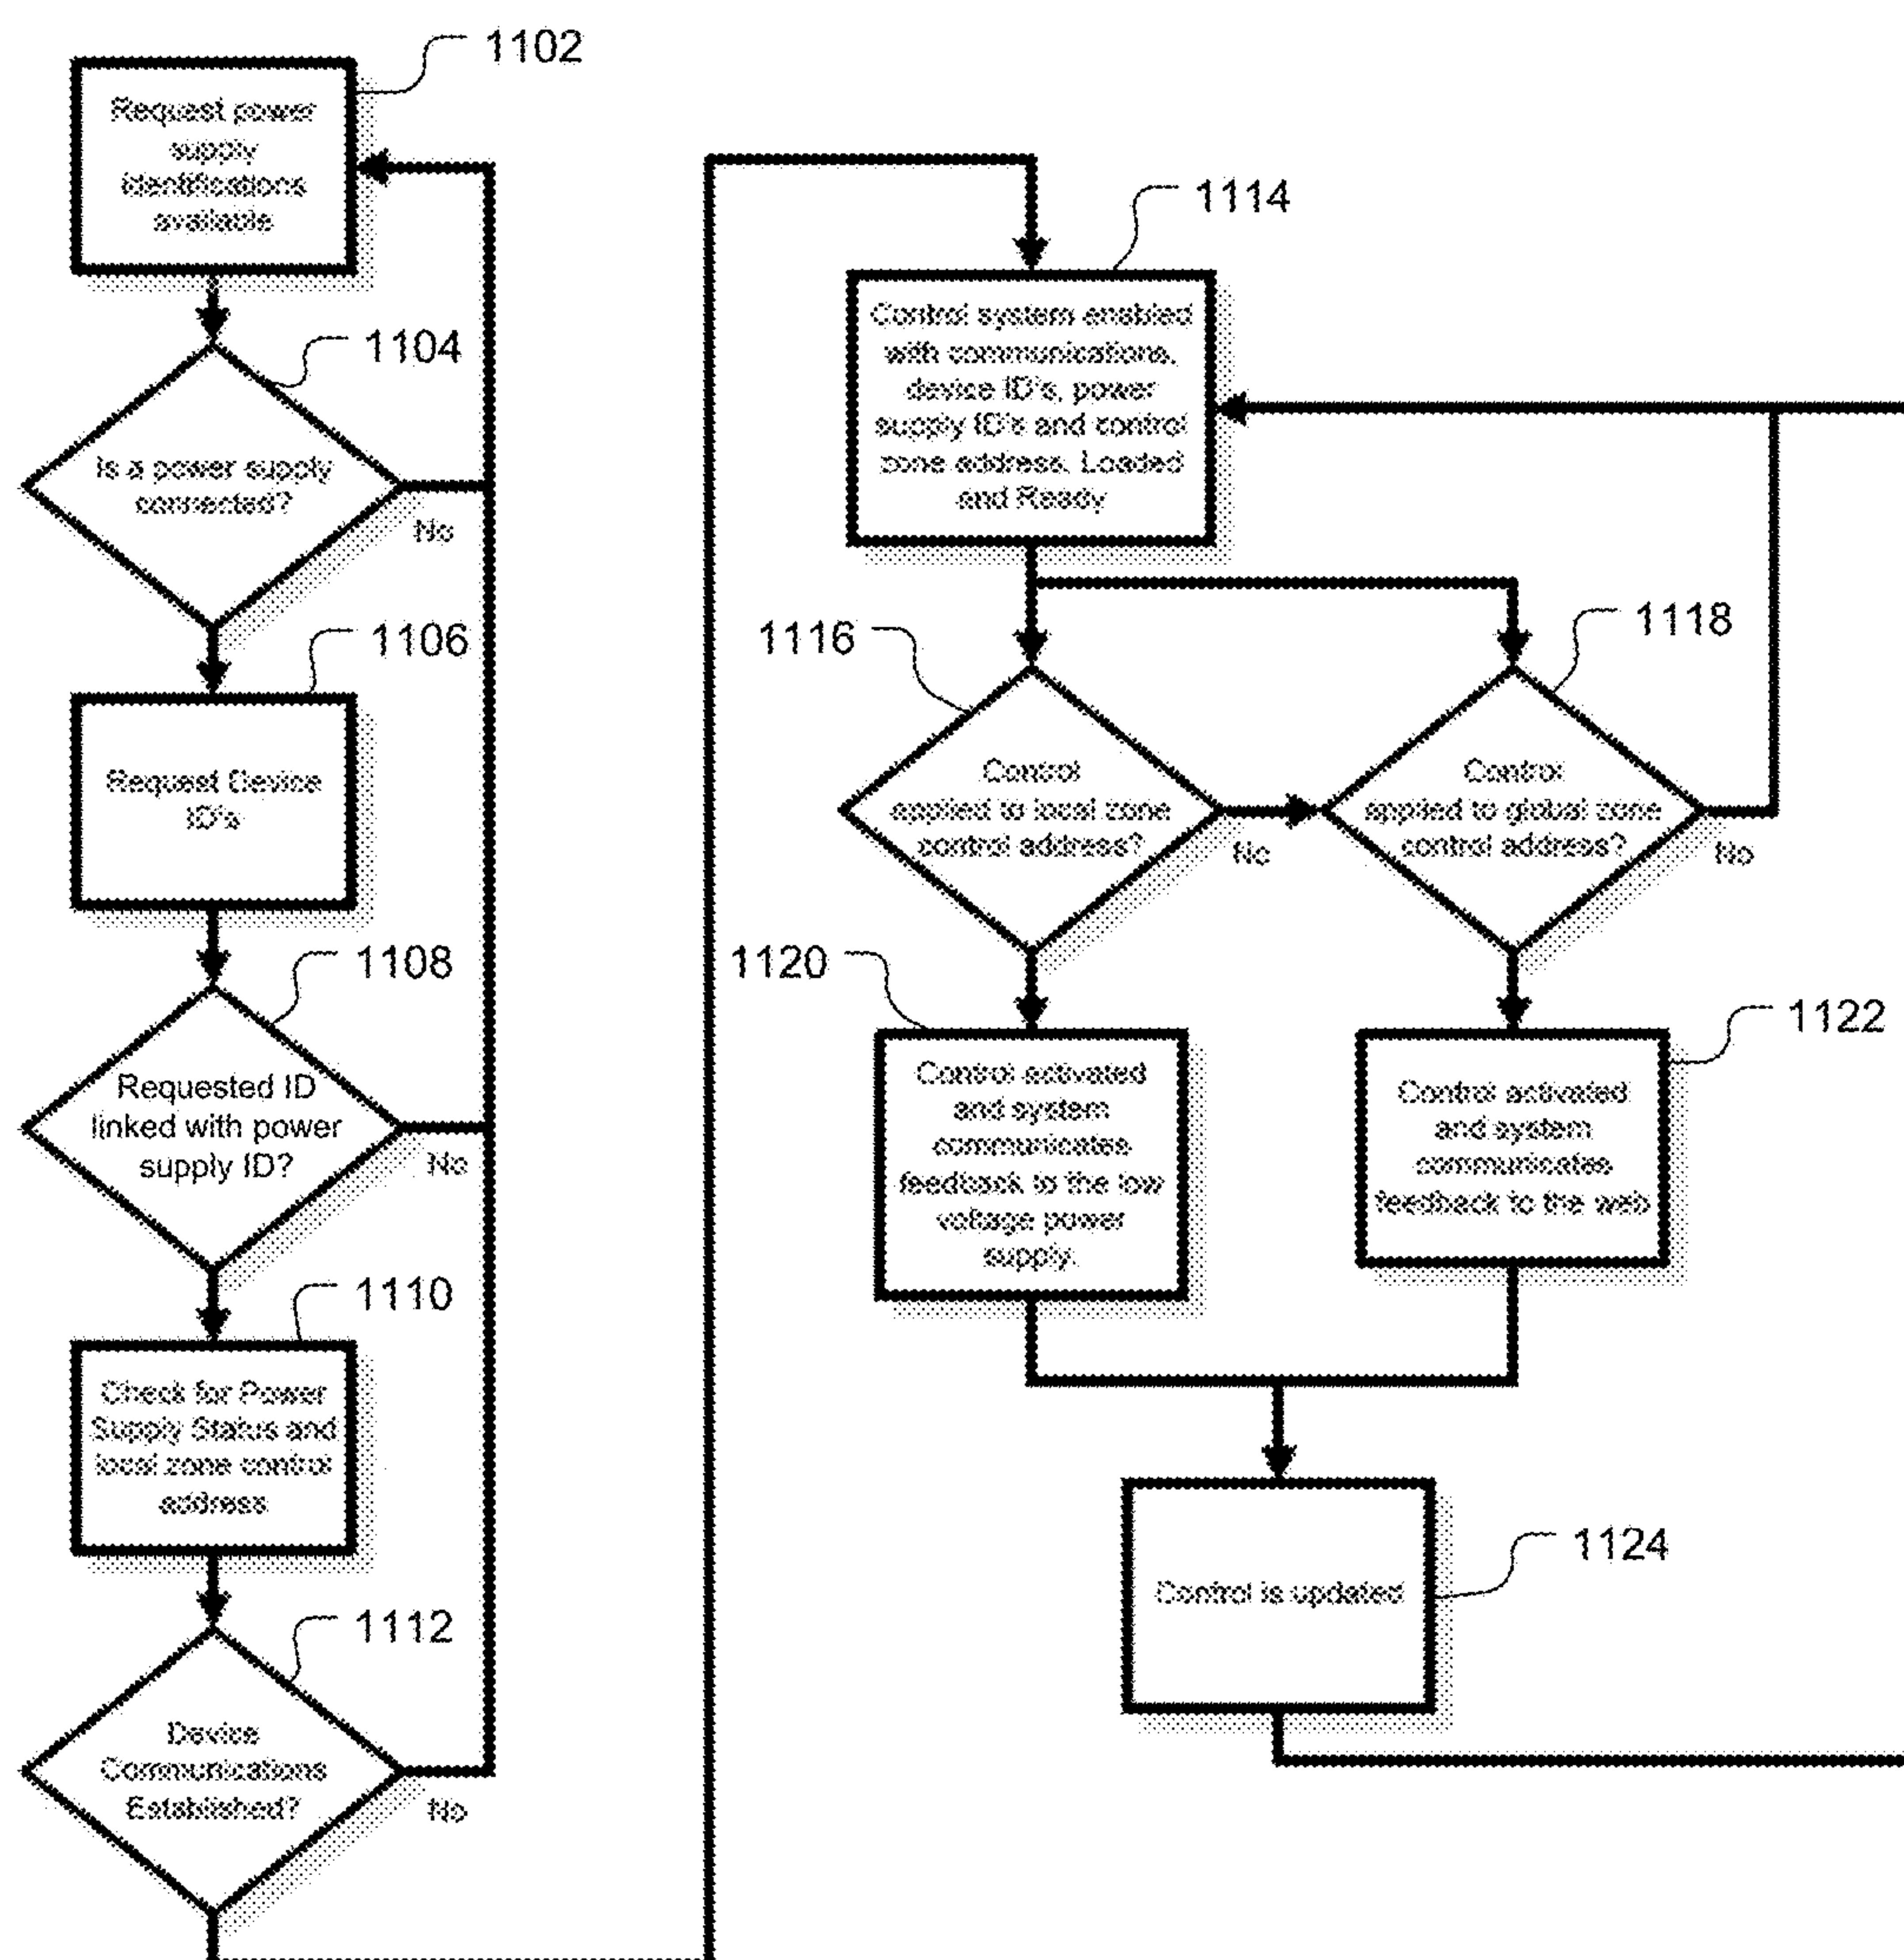 1102
Request power
supply
identifications
available
1104
Is a power supply
connected?
No
1106
Request Device
ID's
1108
Requested ID
linked with power
supply ID?
No
1110
Check for Power
Supply Status and
local zone control
address
1112
Device
Communications
Established?
No
1114
Control system enabled
with communications,
device ID's, power
supply ID's and control
zone address. Loaded
and Ready
1116
Control
applied to local zone
control address?
No
1118
Control
applied to global zone
control address?
No
1120
Control activated
and system
communicates
feedback to the low
voltage power
supply.
1122
Control activated
and system
communicates
feedback to the web
1124
Control is updated